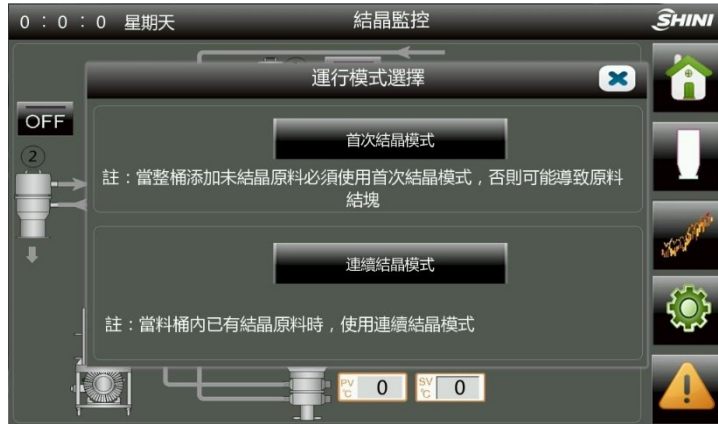 0 : 0 : 0 星期天
結晶監控
SHINI
運行模式選擇
OFF
2
首次結晶模式
註：當整桶添加未結晶原料必須使用首次結晶模式，否則可能導致原料
結塊
連續結晶模式
註：當料桶內已有結晶原料時，使用連續結晶模式
PV
℃
0
SV
℃
0